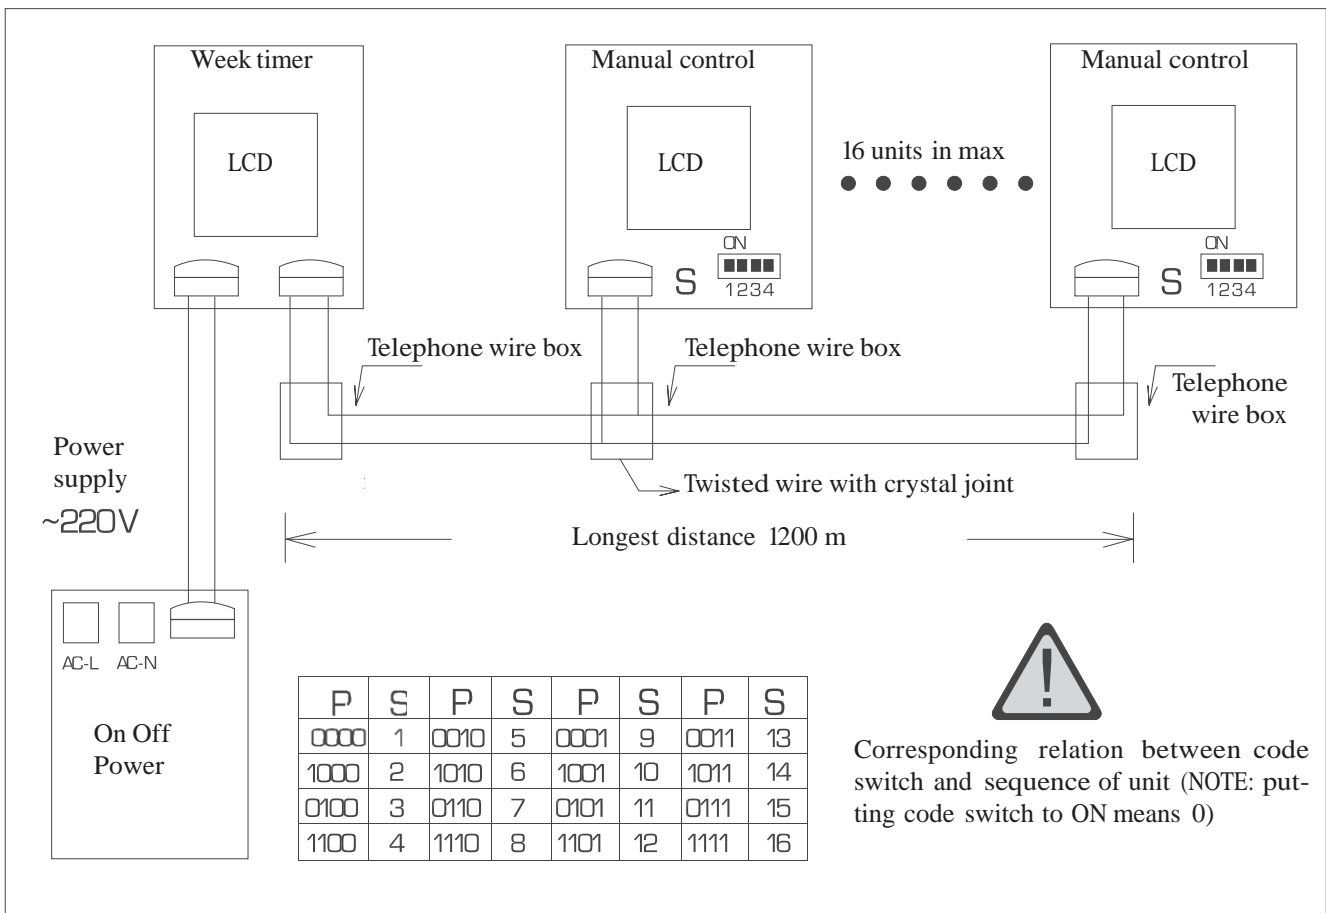 Week timer
Manual control
Manual control
LCD
LCD
16 units in max
LCD
ON
S
1234
ON
S
1234
Telephone wire box
Telephone wire box
Telephone
wire box
Power
supply
~220V
Twisted wire with crystal joint
Longest distance 1200 m
AC-L AC-N
On Off
Power
P S P S P S P S
0000 1 0010 5 0001 9 0011 13
1000 2 1010 6 1001 10 1011 14
0100 3 0110 7 0101 11 0111 15
1100 4 1110 8 1101 12 1111 16
!
Corresponding relation between code
switch and sequence of unit (NOTE: put-
ting code switch to ON means 0)